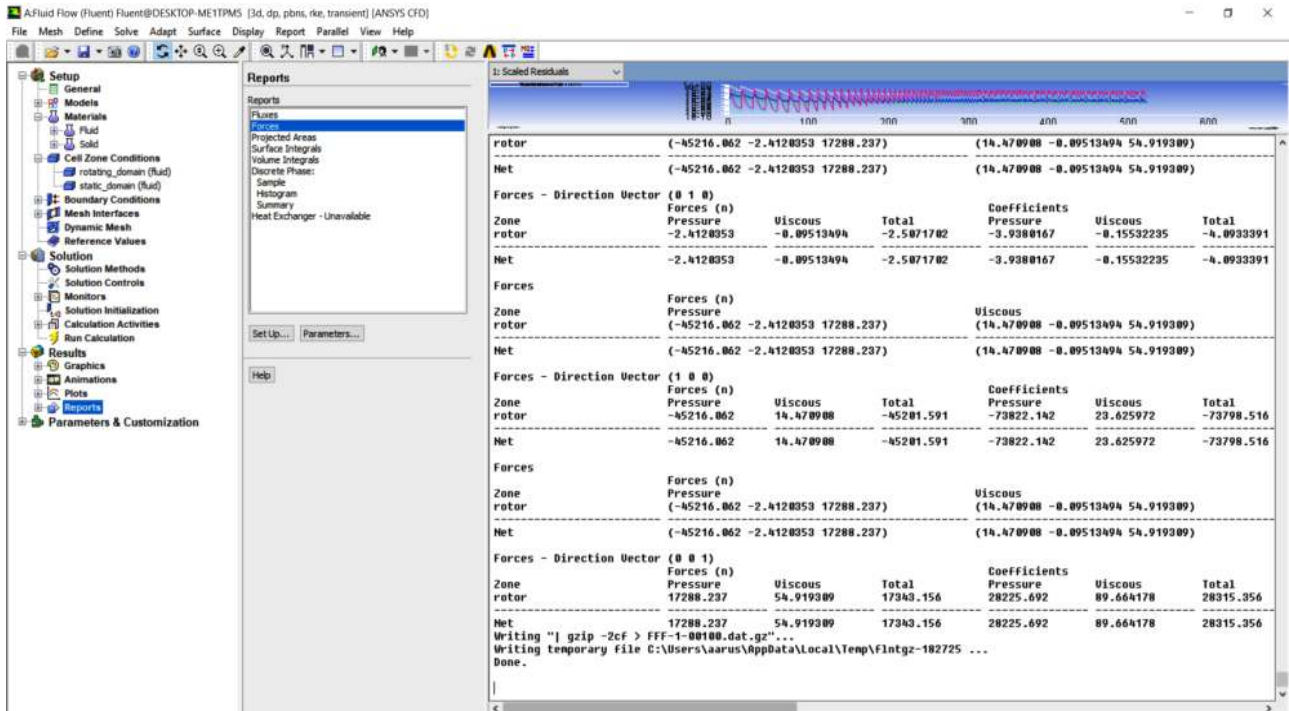 A:Fluid Flow (Fluent) Fluent@DESKTOP-ME1TPM5 [3d, dp, pbns, rke, transient] [ANSYS CFD]
File Mesh Define Solve Adapt Surface Display Report Parallel View Help
Setup
General
Models
Materials
Fluid
Solid
Cell Zone Conditions
rotating_domain (fluid)
static_domain (fluid)
Boundary Conditions
Mesh Interfaces
Dynamic Mesh
Reference Values
Solution
Solution Methods
Solution Controls
Monitors
Solution Initialization
Calculation Activities
Run Calculation
Results
Graphics
Animations
Plots
Reports
Parameters & Customization
Reports
Reports
Fluxes
Forces
Projected Areas
Surface Integrals
Volume Integrals
Discrete Phase:
Sample
Histogram
Summary
Heat Exchanger - Unavailable
Set Up... Parameters...
Help
1: Scaled Residuals
0 100 200 300 400 500 600
rotor (-45216.062 -2.4120353 17288.237) (14.470908 -0.09513494 54.919309)
Net (-45216.062 -2.4120353 17288.237) (14.470908 -0.09513494 54.919309)
Forces - Direction Vector (0 1 0)
Forces (n) Coefficients
Zone Pressure Viscous Total Pressure Viscous Total
rotor -2.4120353 -0.09513494 -2.5071702 -3.9380167 -0.15532235 -4.0933391
Net -2.4120353 -0.09513494 -2.5071702 -3.9380167 -0.15532235 -4.0933391
Forces
Forces (n)
Zone Pressure Viscous
rotor (-45216.062 -2.4120353 17288.237) (14.470908 -0.09513494 54.919309)
Net (-45216.062 -2.4120353 17288.237) (14.470908 -0.09513494 54.919309)
Forces - Direction Vector (1 0 0)
Forces (n) Coefficients
Zone Pressure Viscous Total Pressure Viscous Total
rotor -45216.062 14.470908 -45201.591 -73822.142 23.625972 -73798.516
Net -45216.062 14.470908 -45201.591 -73822.142 23.625972 -73798.516
Forces
Forces (n)
Zone Pressure Viscous
rotor (-45216.062 -2.4120353 17288.237) (14.470908 -0.09513494 54.919309)
Net (-45216.062 -2.4120353 17288.237) (14.470908 -0.09513494 54.919309)
Forces - Direction Vector (0 0 1)
Forces (n) Coefficients
Zone Pressure Viscous Total Pressure Viscous Total
rotor 17288.237 54.919309 17343.156 28225.692 89.664178 28315.356
Net 17288.237 54.919309 17343.156 28225.692 89.664178 28315.356
Writing "| gzip -2cf > FFF-1-00100.dat.gz"...
Writing temporary file C:\Users\aarus\AppData\Local\Temp\flntgz-182725 ...
Done.